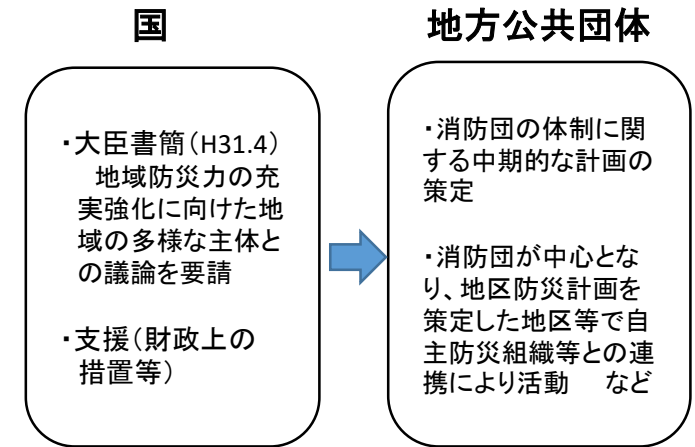 国
・大臣書簡(H31.4)
地域防災力の充
実強化に向けた地
域の多様な主体と
の議論を要請
・支援(財政上の
措置等)
地方公共団体
・消防団の体制に関
する中期的な計画の
策定
・消防団が中心とな
り、地区防災計画を
策定した地区等で自
主防災組織等との連
携により活動 など